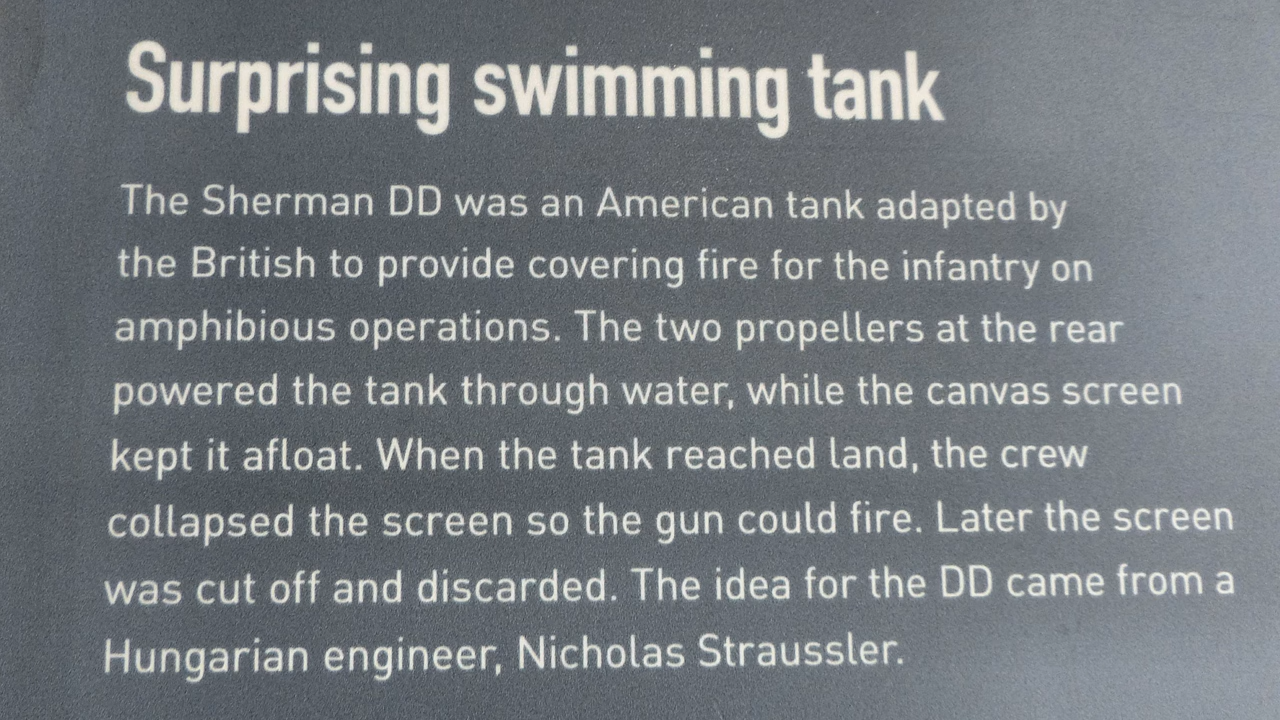 Surprising swimming tank
The Sherman DD was an American tank adapted by
the British to provide covering fire for the infantry on
amphibious operations. The two propellers at the rear
powered the tank through water, while the canvas screen
kept it afloat. When the tank reached land, the crew
collapsed the screen so the gun could fire. Later the screen
was cut off and discarded. The idea for the DD came from a
Hungarian engineer, Nicholas Straussler.